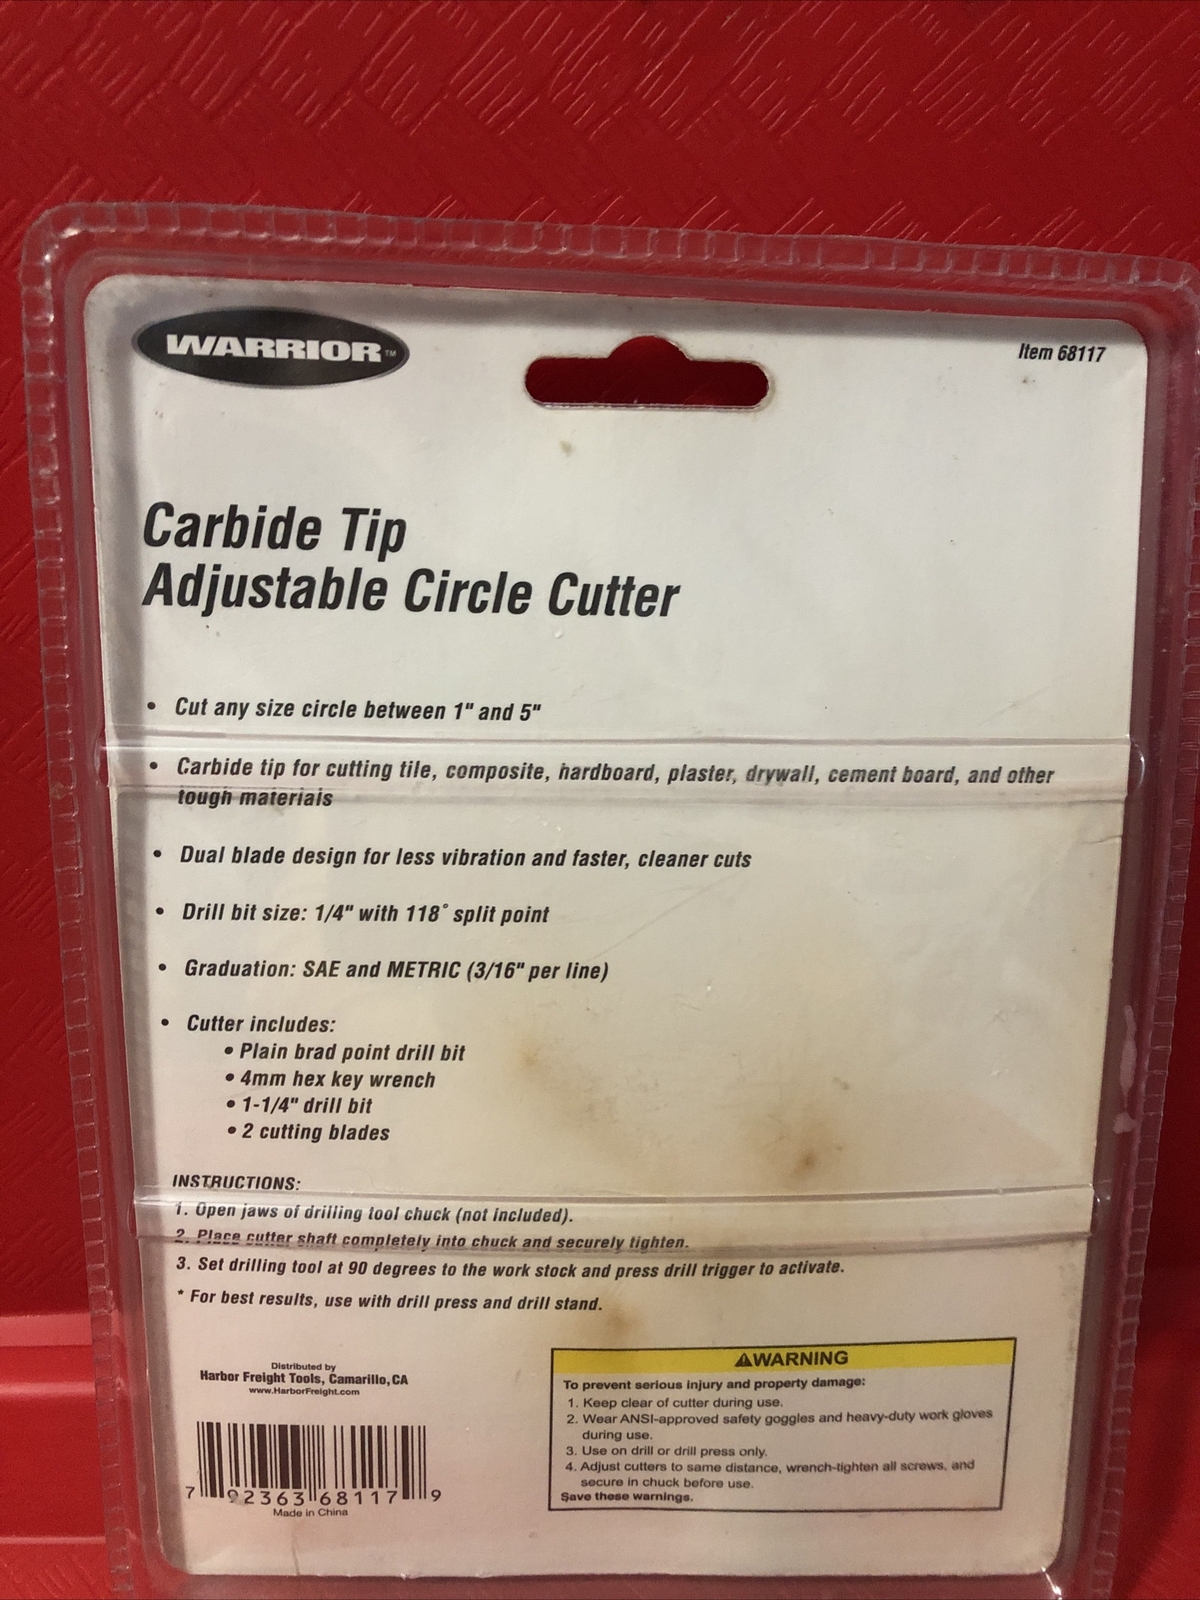 WARRIOR™
Item 68117
Carbide Tip
Adjustable Circle Cutter
• Cut any size circle between 1" and 5"
• Carbide tip for cutting tile, composite, hardboard, plaster, drywall, cement board, and other
tough materials
• Dual blade design for less vibration and faster, cleaner cuts
• Drill bit size: 1/4" with 118° split point
• Graduation: SAE and METRIC (3/16" per line)
• Cutter includes:
• Plain brad point drill bit
• 4mm hex key wrench
• 1-1/4" drill bit
• 2 cutting blades
INSTRUCTIONS:
1. Open jaws of drilling tool chuck (not included).
2. Place cutter shaft completely into chuck and securely tighten.
3. Set drilling tool at 90 degrees to the work stock and press drill trigger to activate.
* For best results, use with drill press and drill stand.
Distributed by
Harbor Freight Tools, Camarillo, CA
www.HarborFreight.com
7 92363 68117 9
Made in China
⚠WARNING
To prevent serious injury and property damage:
1. Keep clear of cutter during use.
2. Wear ANSI-approved safety goggles and heavy-duty work gloves
during use.
3. Use on drill or drill press only.
4. Adjust cutters to same distance, wrench-tighten all screws, and
secure in chuck before use.
Save these warnings.